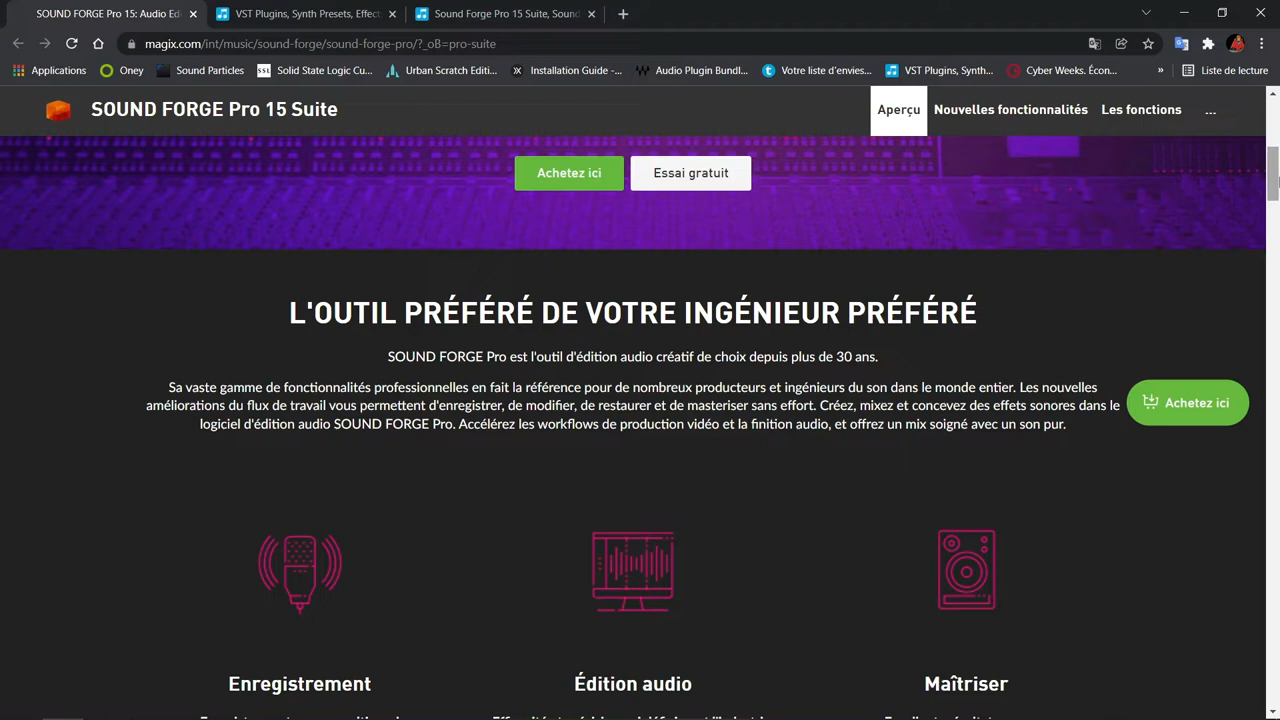 SOUND FORGE Pro 15: Audio Ed
VST Plugins, Synth Presets, Effect
Sound Forge Pro 15 Suite, Sound
magix.com/int/music/sound-forge/sound-forge-pro/?_oB=pro-suite
Applications
Oney
Sound Particles
Solid State Logic Cu...
Urban Scratch Editi...
Installation Guide -...
Audio Plugin Bundl...
Votre liste d'envies...
VST Plugins, Synth...
Cyber Weeks. Écon...
»
Liste de lecture
SOUND FORGE Pro 15 Suite
Aperçu
Nouvelles fonctionnalités
Les fonctions
...
Achetez ici
Essai gratuit
L'OUTIL PRÉFÉRÉ DE VOTRE INGÉNIEUR PRÉFÉRÉ
SOUND FORGE Pro est l'outil d'édition audio créatif de choix depuis plus de 30 ans.
Sa vaste gamme de fonctionnalités professionnelles en fait la référence pour de nombreux producteurs et ingénieurs du son dans le monde entier. Les nouvelles
améliorations du flux de travail vous permettent d'enregistrer, de modifier, de restaurer et de masteriser sans effort. Créez, mixez et concevez des effets sonores dans le
logiciel d'édition audio SOUND FORGE Pro. Accélérez les workflows de production vidéo et la finition audio, et offrez un mix soigné avec un son pur.
Achetez ici
Enregistrement
Édition audio
Maîtriser